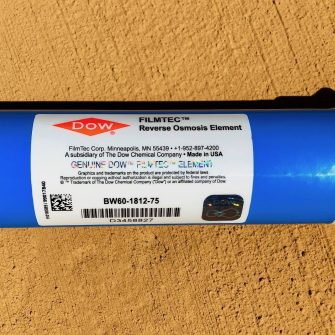 DOW
FILMTEC™
Reverse Osmosis Element
FilmTec Corp. Minneapolis, MN 55439 • +1-952-897-4200
A subsidiary of The Dow Chemical Company • Made in USA
GENUINE DOW™ FILMTEC™ ELEMENT
Graphics and trademarks on the product are protected by federal laws.
Reproduction or copying without authorization is illegal and subject to fines and penalties.
®™ Trademark of The Dow Chemical Company ("Dow") or an affiliated company of Dow.
BW60-1812-75